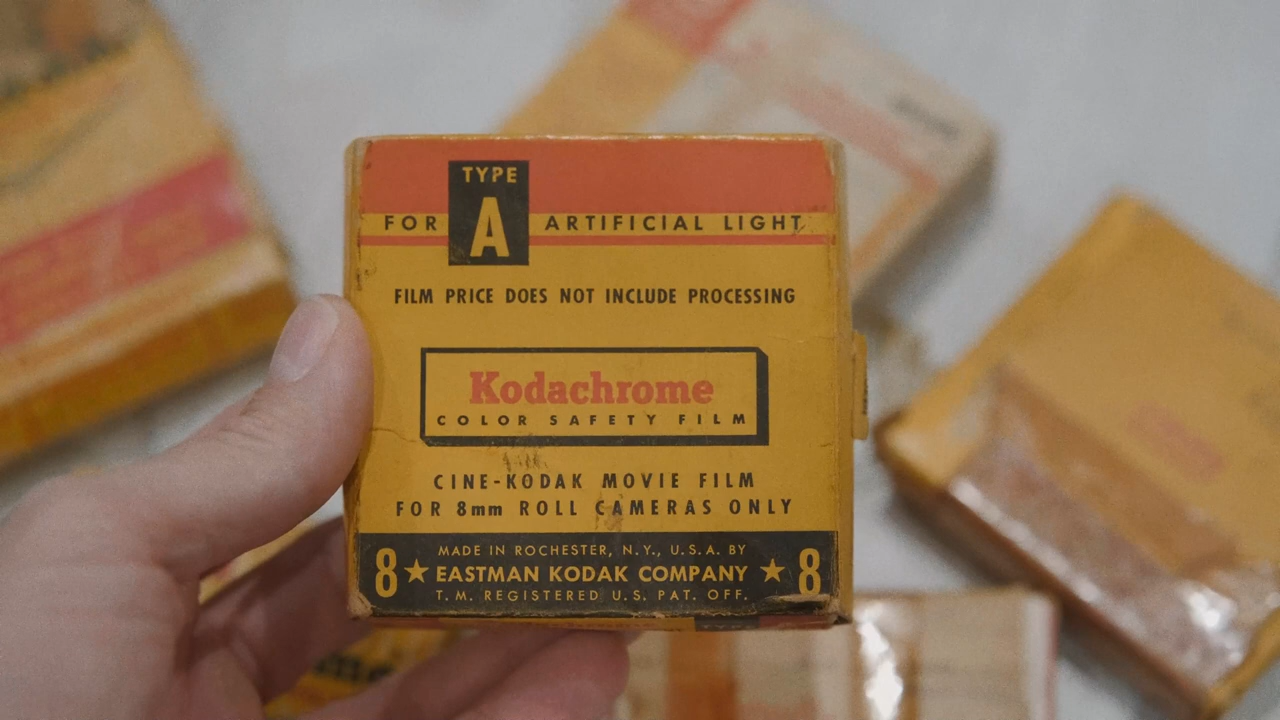 TYPE
A
FOR ARTIFICIAL LIGHT
FILM PRICE DOES NOT INCLUDE PROCESSING
Kodachrome
COLOR SAFETY FILM
CINE-KODAK MOVIE FILM
FOR 8mm ROLL CAMERAS ONLY
MADE IN ROCHESTER, N.Y., U.S.A. BY
8 ★ EASTMAN KODAK COMPANY ★ 8
T.M. REGISTERED U.S. PAT. OFF.